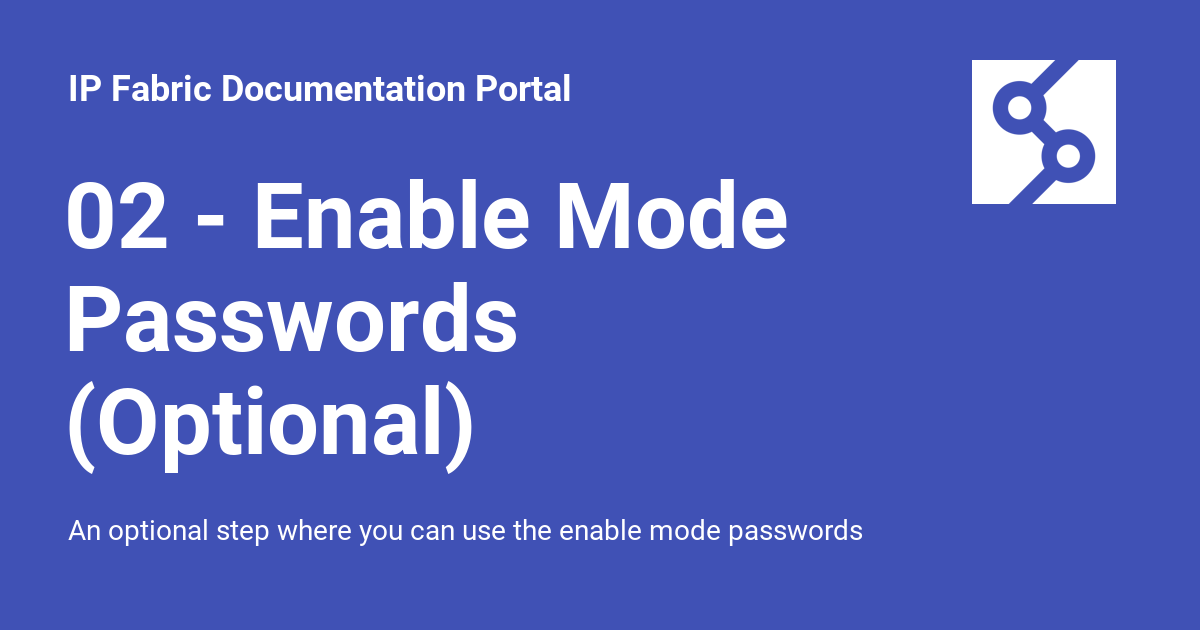 IP Fabric Documentation Portal
02 - Enable Mode
Passwords
(Optional)
An optional step where you can use the enable mode passwords